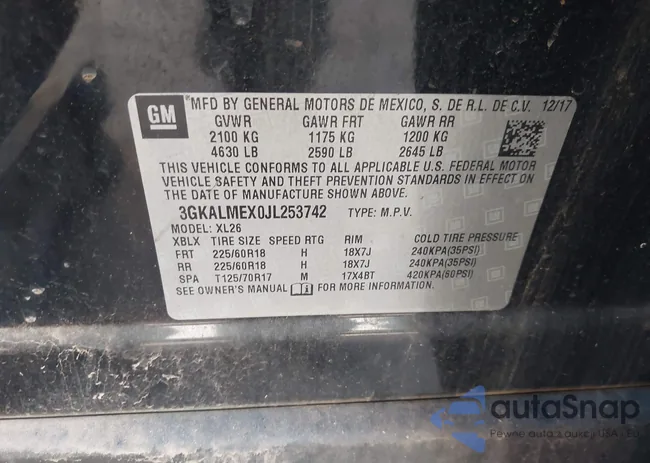 GM
MFD BY GENERAL MOTORS DE MEXICO, S. DE R.L. DE C.V. 12/17
GVWR GAWR FRT GAWR RR
2100 KG 1175 KG 1200 KG
4630 LB 2590 LB 2645 LB
THIS VEHICLE CONFORMS TO ALL APPLICABLE U.S. FEDERAL MOTOR
VEHICLE SAFETY AND THEFT PREVENTION STANDARDS IN EFFECT ON
THE DATE OF MANUFACTURE SHOWN ABOVE.
3GKALMEX0JL253742 TYPE: M.P.V.
MODEL: XL26
XBLX TIRE SIZE SPEED RTG RIM COLD TIRE PRESSURE
FRT 225/60R18 H 18X7J 240KPA(35PSI)
RR 225/60R18 H 18X7J 240KPA(35PSI)
SPA T125/70R17 M 17X4BT 420KPA(60PSI)
SEE OWNER'S MANUAL FOR MORE INFORMATION.
autaSnap